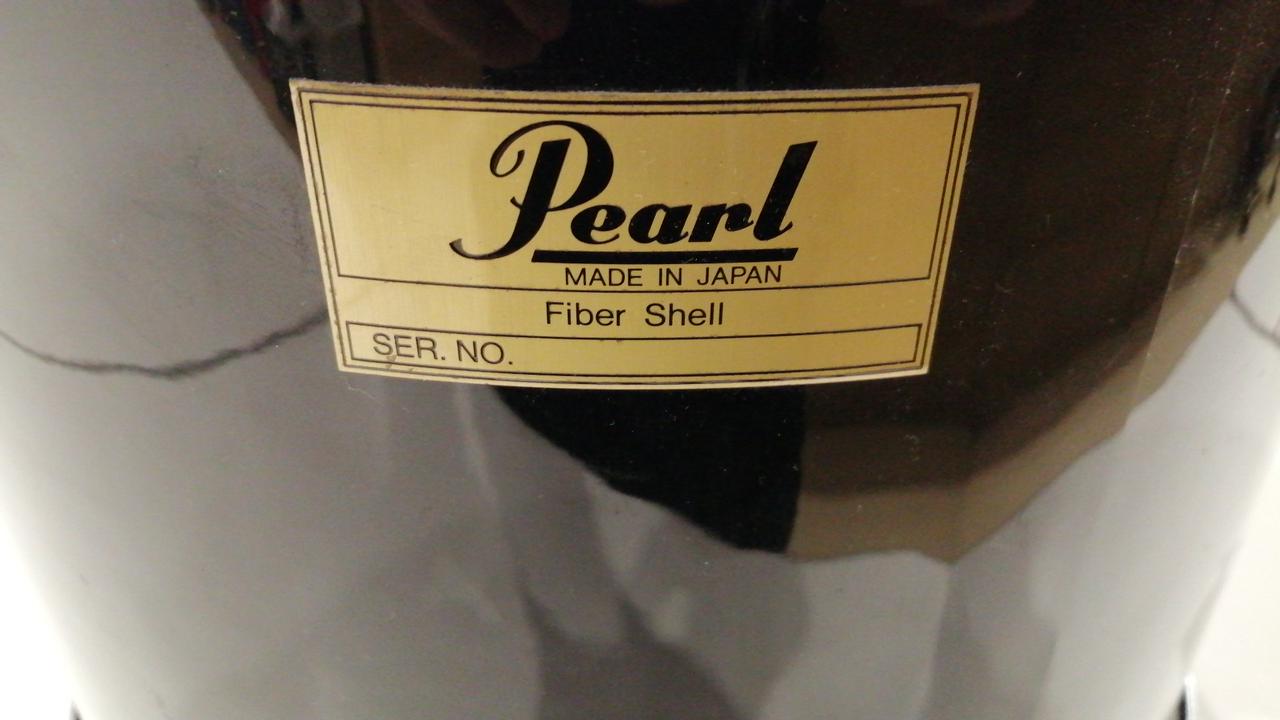 Pearl
MADE IN JAPAN
Fiber Shell
SER. NO.